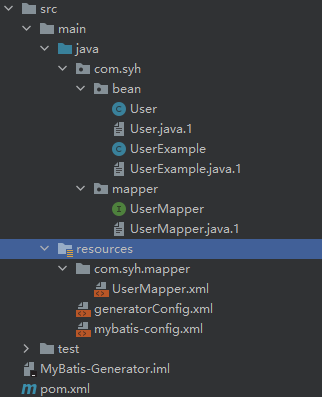 src
main
java
com.syh
bean
User
User.java.1
UserExample
UserExample.java.1
mapper
UserMapper
UserMapper.java.1
resources
com.syh.mapper
UserMapper.xml
generatorConfig.xml
mybatis-config.xml
test
MyBatis-Generator.iml
pom.xml